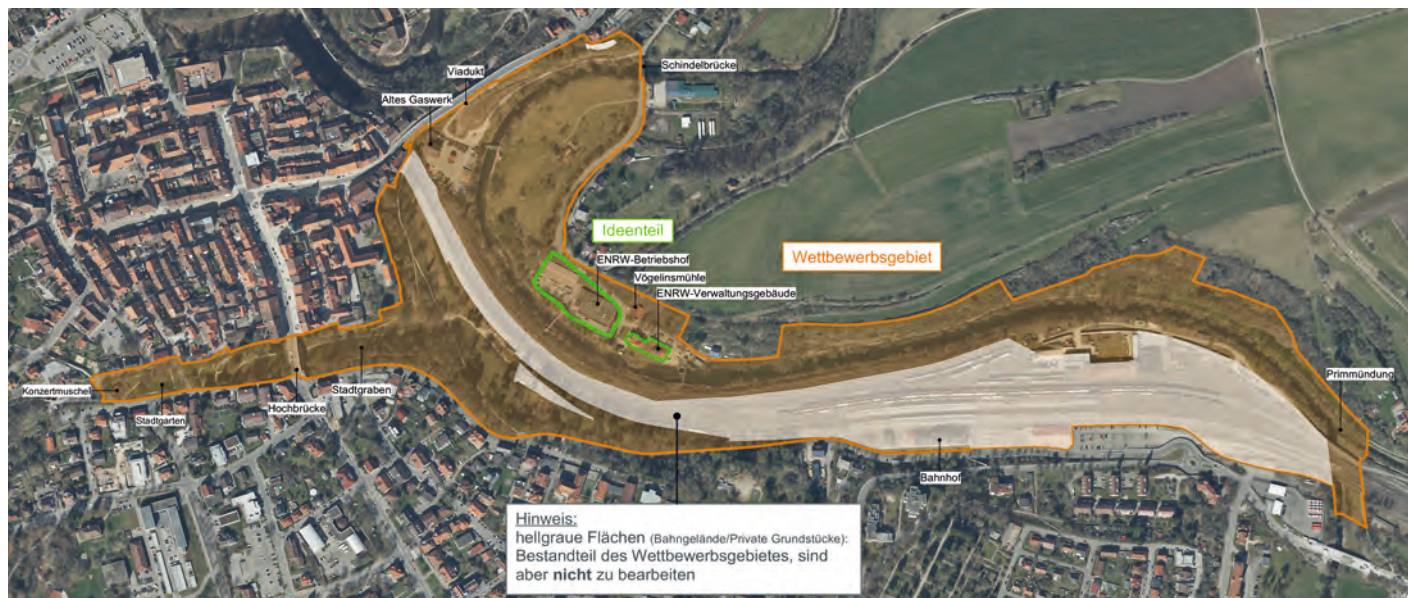 Schindelbrücke
Viadukt
Altes Gaswerk
Ideenteil
ENRW-Betriebshof
Wettbewerbsgebiet
Vögelinsmühle
ENRW-Verwaltungsgebäude
Konzertmuschel
Stadtgarten
Hochbrücke
Stadtgraben
Primmündung
Bahnhof
Hinweis:
hellgraue Flächen (Bahngelände/Private Grundstücke):
Bestandteil des Wettbewerbsgebietes, sind
aber nicht zu bearbeiten